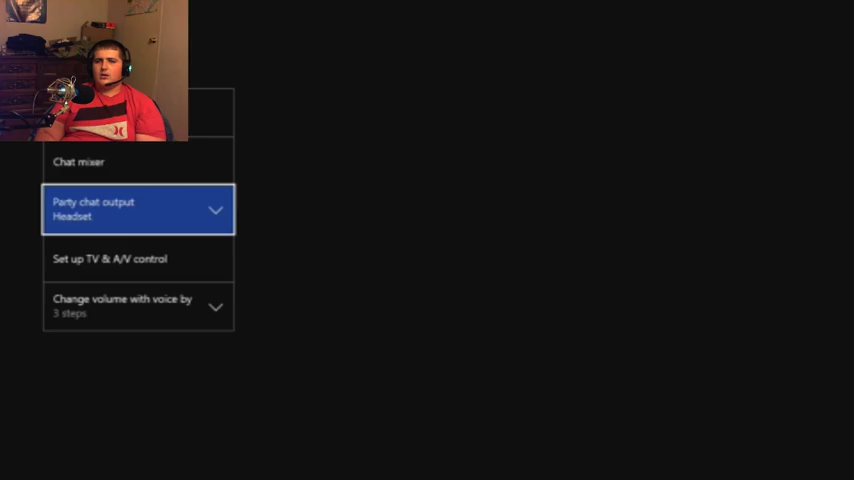 Chat mixer
Party chat output
Headset
Set up TV & A/V control
Change volume with voice by
3 steps